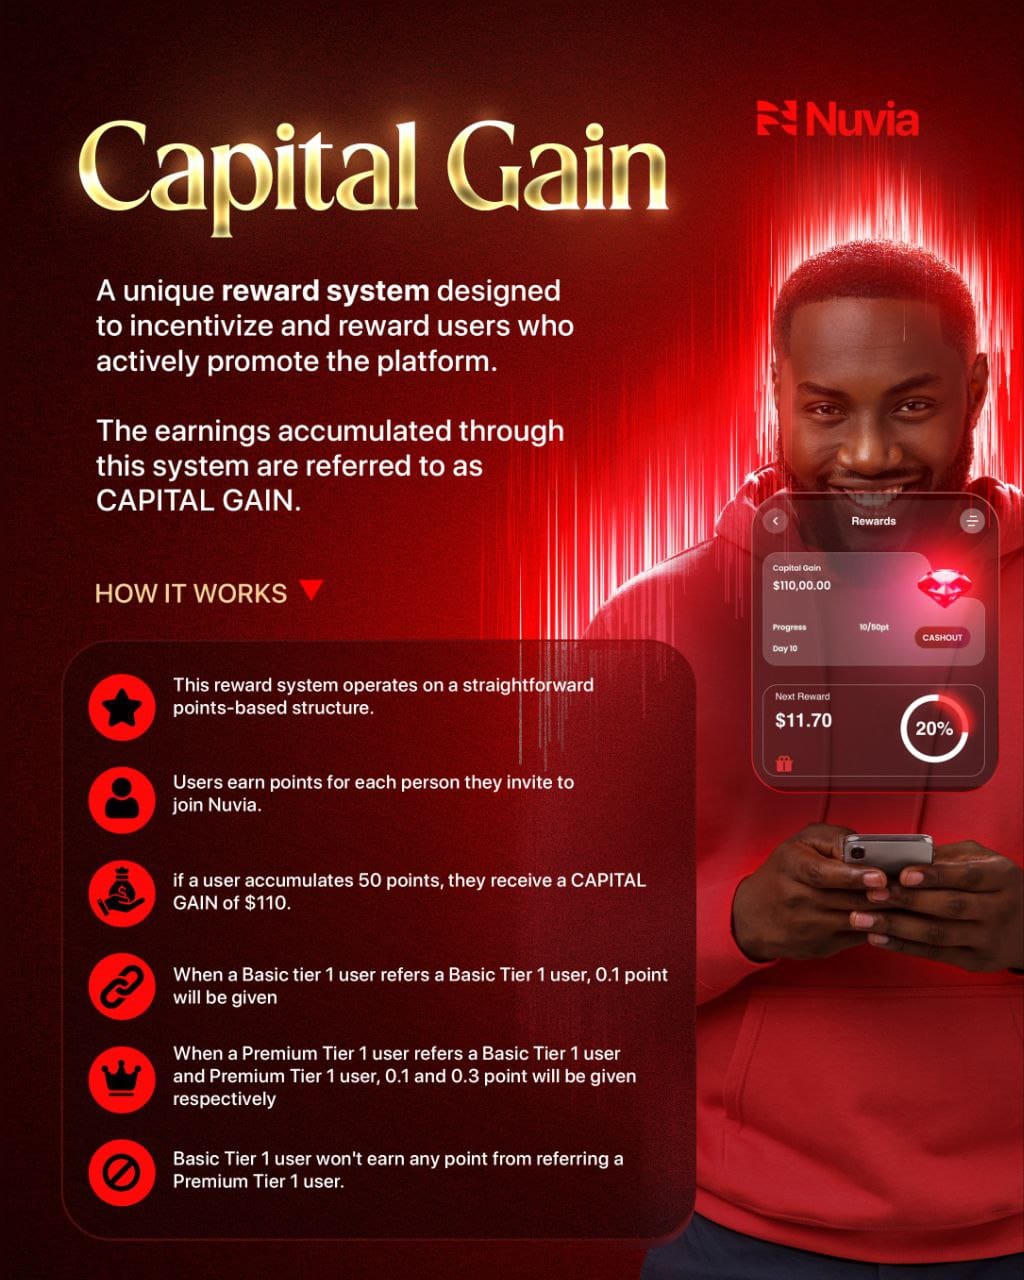 Nuvia
Capital Gain
A unique reward system designed
to incentivize and reward users who
actively promote the platform.
The earnings accumulated through
this system are referred to as
CAPITAL GAIN.
HOW IT WORKS
This reward system operates on a straightforward
points-based structure.
Users earn points for each person they invite to
join Nuvia.
if a user accumulates 50 points, they receive a CAPITAL
GAIN of $110.
When a Basic tier 1 user refers a Basic Tier 1 user, 0.1 point
will be given
When a Premium Tier 1 user refers a Basic Tier 1 user
and Premium Tier 1 user, 0.1 and 0.3 point will be given
respectively
Basic Tier 1 user won't earn any point from referring a
Premium Tier 1 user.
Rewards
Capital Gain
$110,00.00
Progress
10/50pt
CASHOUT
Day 10
Next Reward
$11.70
20%